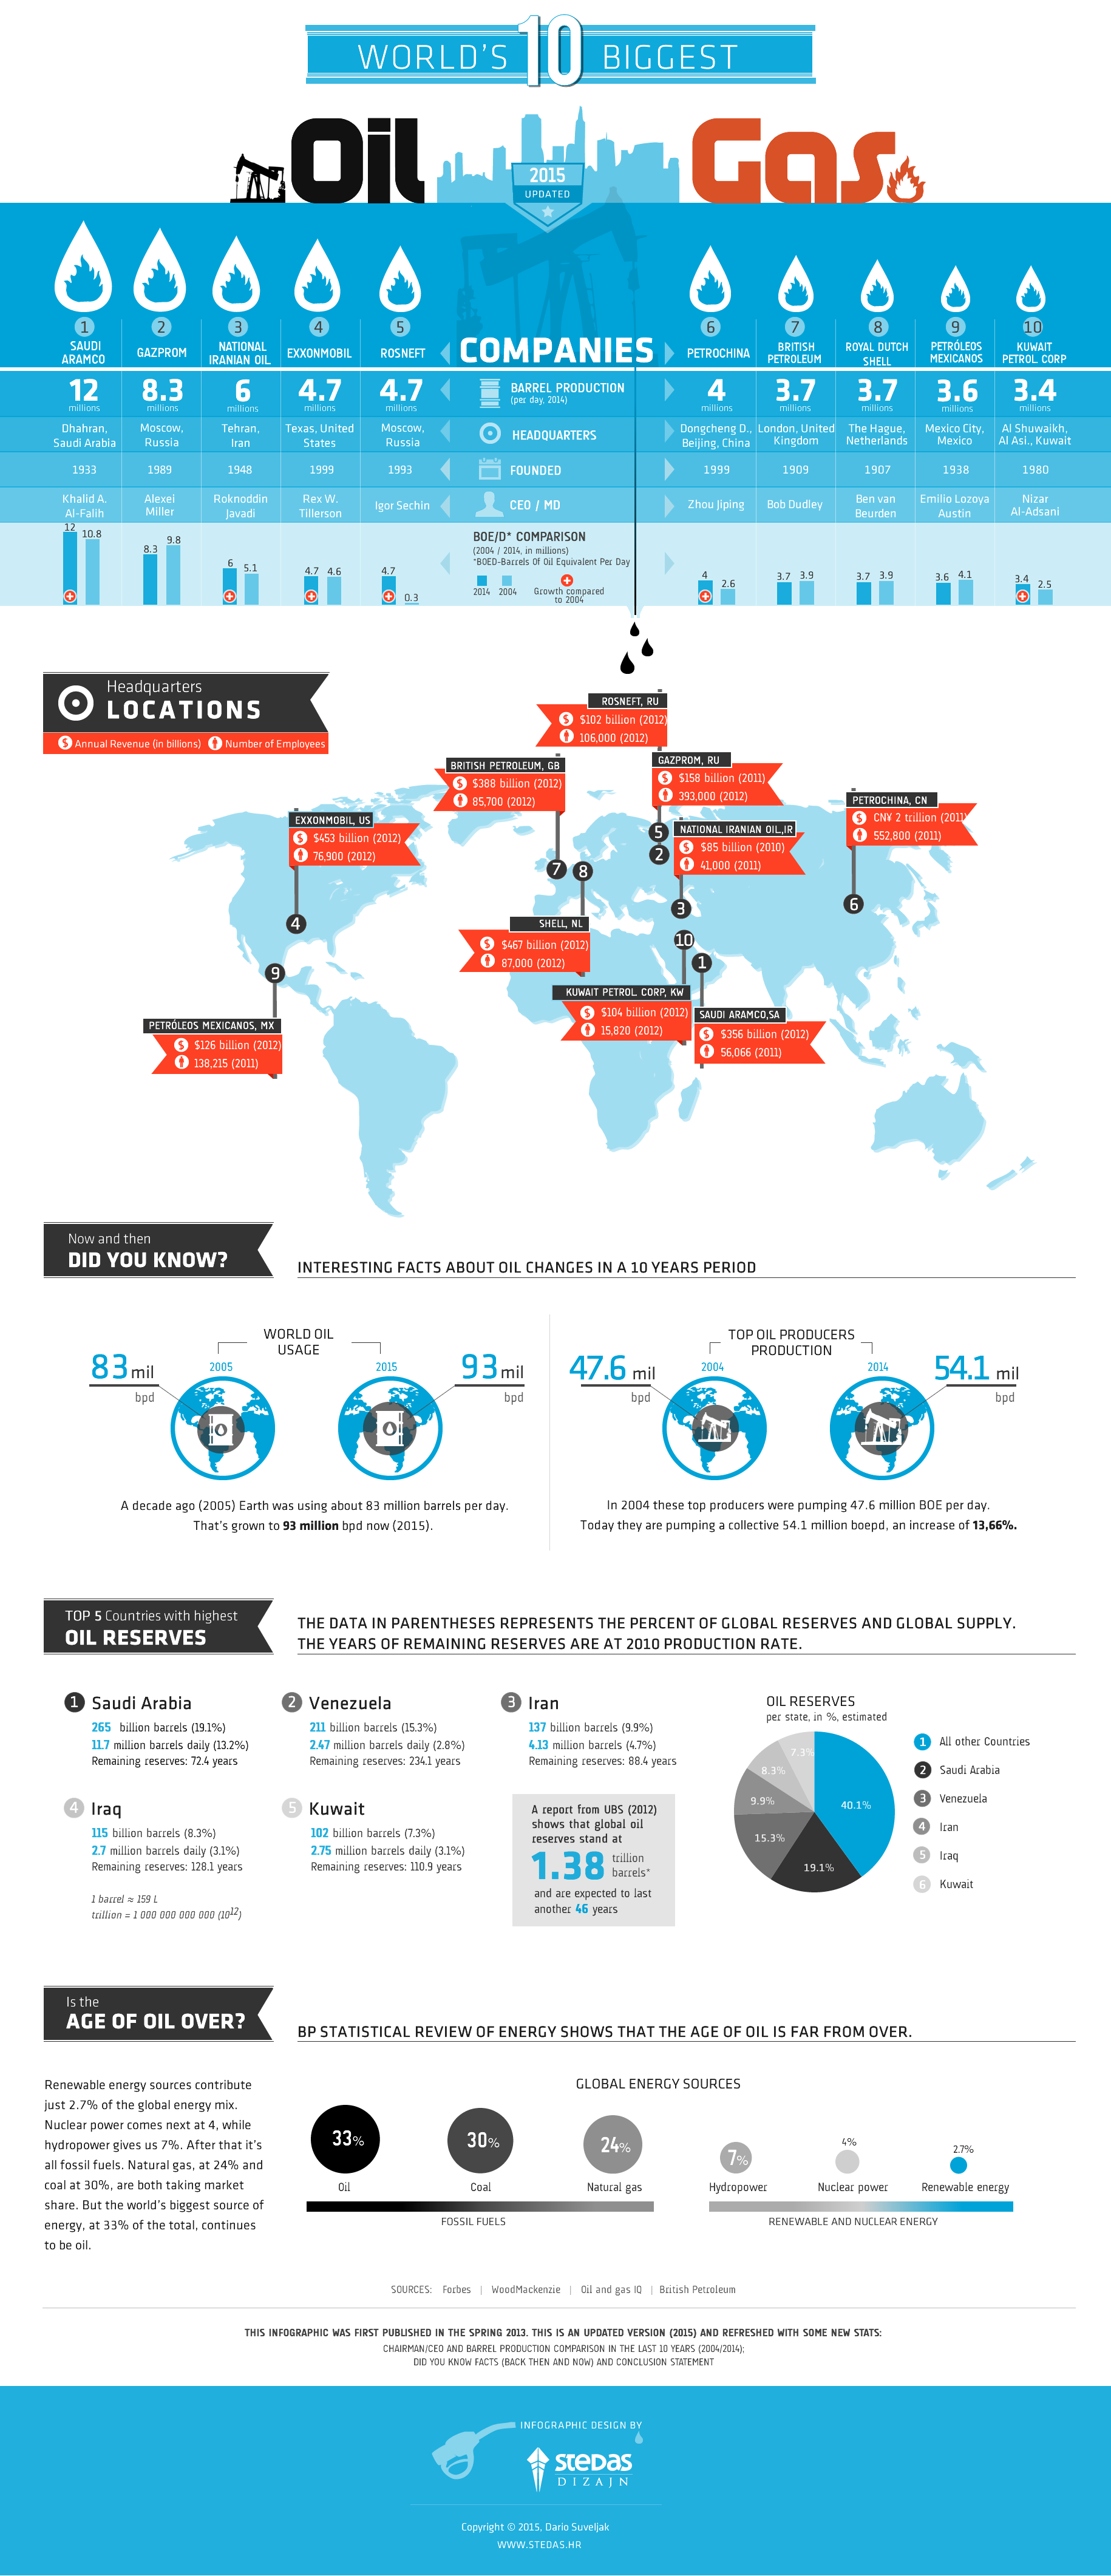 WORLD'S 10 BIGGEST
Oil Gas
2015
UPDATED
1 2 3 4 5 6 7 8 9 10
SAUDI ARAMCO
GAZPROM
NATIONAL IRANIAN OIL
EXXONMOBIL
ROSNEFT
COMPANIES
PETROCHINA
BRITISH PETROLEUM
ROYAL DUTCH SHELL
PETRÓLEOS MEXICANOS
KUWAIT PETROL CORP
12 millions
8.3 millions
6 millions
4.7 millions
4.7 millions
BARREL PRODUCTION
(per day, 2014)
4 millions
3.7 millions
3.7 millions
3.6 millions
3.4 millions
Dhahran, Saudi Arabia
Moscow, Russia
Tehran, Iran
Texas, United States
Moscow, Russia
HEADQUARTERS
Dongcheng D., Beijing, China
London, United Kingdom
The Hague, Netherlands
Mexico City, Mexico
Al Shuwaikh, Al Asi., Kuwait
1933 1989 1948 1999 1993
FOUNDED
1999 1909 1907 1938 1980
Khalid A. Al-Falih
Alexei Miller
Roknoddin Javadi
Rex W. Tillerson
Igor Sechin
CEO / MD
Zhou Jiping
Bob Dudley
Ben van Beurden
Emilio Lozoya Austin
Nizar Al-Adsani
12 10.8
8.3 9.8
6 5.1
4.7 4.6
4.7 0.3
BOE/D* COMPARISON
(2004 / 2014, in millions)
*BOED-Barrels Of Oil Equivalent Per Day
2014 2004
Growth compared
to 2004
4 2.6
3.7 3.9
3.7 3.9
3.6 4.1
3.4 2.5
Headquarters
LOCATIONS
Annual Revenue (in billions) Number of Employees
ROSNEFT, RU
$102 billion (2012)
106,000 (2012)
BRITISH PETROLEUM, GB
$388 billion (2012)
85,700 (2012)
GAZPROM, RU
$158 billion (2011)
393,000 (2012)
PETROCHINA, CN
CN¥ 2 trillion (2011)
552,800 (2011)
EXXONMOBIL, US
$453 billion (2012)
76,900 (2012)
NATIONAL IRANIAN OIL,IR
$85 billion (2010)
41,000 (2011)
5
2
7
8
3
6
4
SHELL, NL
$467 billion (2012)
87,000 (2012)
10
1
9
KUWAIT PETROL. CORP, KW
$104 billion (2012)
15,820 (2012)
SAUDI ARAMCO,SA
$356 billion (2012)
56,066 (2011)
PETRÓLEOS MEXICANOS, MX
$126 billion (2012)
138,215 (2011)
Now and then
DID YOU KNOW?
INTERESTING FACTS ABOUT OIL CHANGES IN A 10 YEARS PERIOD
WORLD OIL
USAGE
83 mil
bpd
2005
2015
93 mil
bpd
A decade ago (2005) Earth was using about 83 million barrels per day.
That's grown to 93 million bpd now (2015).
TOP OIL PRODUCERS
PRODUCTION
47.6 mil
bpd
2004
2014
54.1 mil
bpd
In 2004 these top producers were pumping 47.6 million BOE per day.
Today they are pumping a collective 54.1 million boepd, an increase of 13,66%.
TOP 5 Countries with highest
OIL RESERVES
THE DATA IN PARENTHESES REPRESENTS THE PERCENT OF GLOBAL RESERVES AND GLOBAL SUPPLY.
THE YEARS OF REMAINING RESERVES ARE AT 2010 PRODUCTION RATE.
1 Saudi Arabia
265 billion barrels (19.1%)
11.7 million barrels daily (13.2%)
Remaining reserves: 72.4 years
2 Venezuela
211 billion barrels (15.3%)
2.47 million barrels daily (2.8%)
Remaining reserves: 234.1 years
3 Iran
137 billion barrels (9.9%)
4.13 million barrels (4.7%)
Remaining reserves: 88.4 years
4 Iraq
115 billion barrels (8.3%)
2.7 million barrels daily (3.1%)
Remaining reserves: 128.1 years
5 Kuwait
102 billion barrels (7.3%)
2.75 million barrels daily (3.1%)
Remaining reserves: 110.9 years
1 barrel ≈ 159 L
trillion = 1 000 000 000 000 (10¹²)
A report from UBS (2012)
shows that global oil
reserves stand at
1.38 trillion barrels*
and are expected to last
another 46 years
OIL RESERVES
per state, in %, estimated
7.3%
8.3%
9.9%
15.3%
19.1%
40.1%
1 All other Countries
2 Saudi Arabia
3 Venezuela
4 Iran
5 Iraq
6 Kuwait
Is the
AGE OF OIL OVER?
BP STATISTICAL REVIEW OF ENERGY SHOWS THAT THE AGE OF OIL IS FAR FROM OVER.
Renewable energy sources contribute
just 2.7% of the global energy mix.
Nuclear power comes next at 4, while
hydropower gives us 7%. After that it's
all fossil fuels. Natural gas, at 24% and
coal at 30%, are both taking market
share. But the world's biggest source of
energy, at 33% of the total, continues
to be oil.
GLOBAL ENERGY SOURCES
33% 30% 24% 7% 4% 2.7%
Oil Coal Natural gas Hydropower Nuclear power Renewable energy
FOSSIL FUELS RENEWABLE AND NUCLEAR ENERGY
SOURCES: Forbes | WoodMackenzie | Oil and gas IQ | British Petroleum
THIS INFOGRAPHIC WAS FIRST PUBLISHED IN THE SPRING 2013. THIS IS AN UPDATED VERSION (2015) AND REFRESHED WITH SOME NEW STATS:
CHAIRMAN/CEO AND BARREL PRODUCTION COMPARISON IN THE LAST 10 YEARS (2004/2014);
DID YOU KNOW FACTS (BACK THEN AND NOW) AND CONCLUSION STATEMENT
INFOGRAPHIC DESIGN BY
STEDAS
DIZAJN
Copyright © 2015, Dario Suveljak
WWW.STEDAS.HR